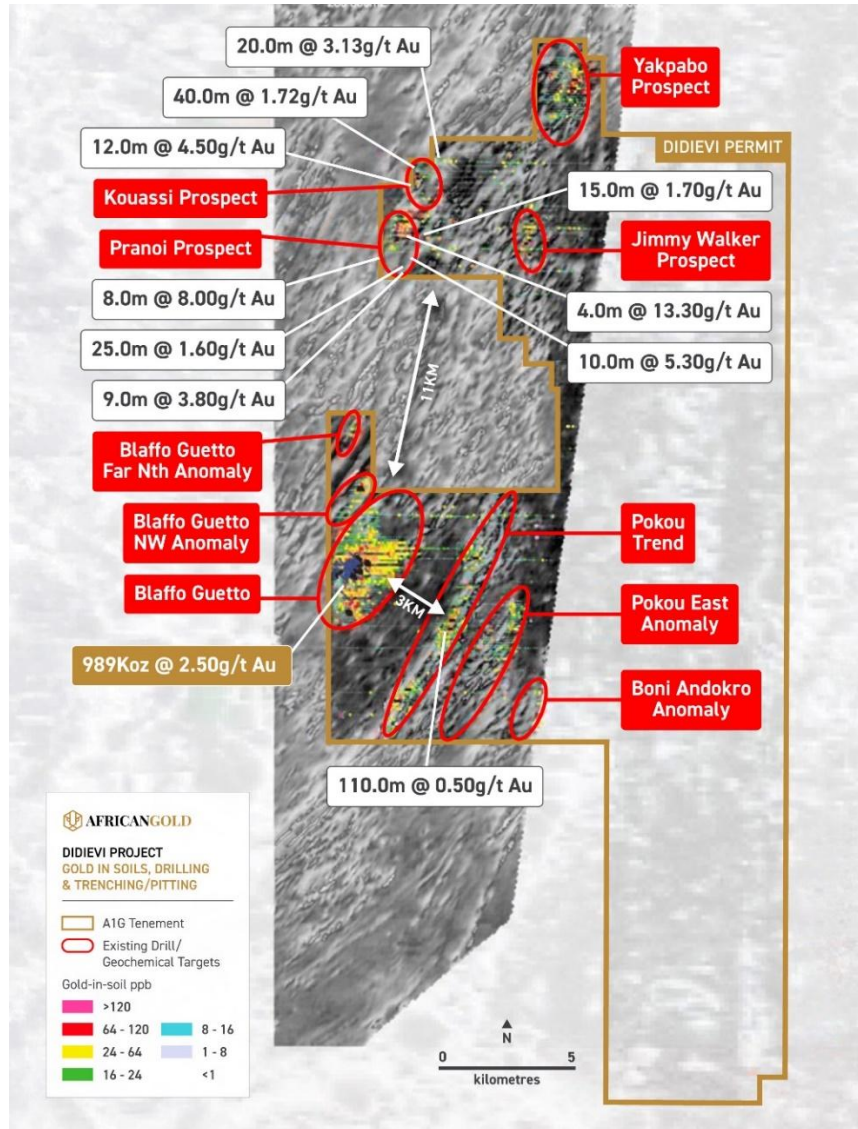 20.0m @ 3.13g/t Au
40.0m @ 1.72g/t Au
12.0m @ 4.50g/t Au
Kouassi Prospect
Pranoi Prospect
8.0m @ 8.00g/t Au
25.0m @ 1.60g/t Au
9.0m @ 3.80g/t Au
Yakpabo
Prospect
DIDIEVI PERMIT
15.0m @ 1.70g/t Au
Jimmy Walker
Prospect
4.0m @ 13.30g/t Au
10.0m @ 5.30g/t Au
11KM
Blaffo Guetto
Far Nth Anomaly
Blaffo Guetto
NW Anomaly
Blaffo Guetto
989Koz @ 2.50g/t Au
3KM
Pokou
Trend
Pokou East
Anomaly
Boni Andokro
Anomaly
110.0m @ 0.50g/t Au
AFRICANGOLD
DIDIEVI PROJECT
GOLD IN SOILS, DRILLING
& TRENCHING/PITTING
A1G Tenement
Existing Drill/
Geochemical Targets
Gold-in-soil ppb
>120
64 - 120
24 - 64
16 - 24
8 - 16
1 - 8
<1
N
0 5
kilometres